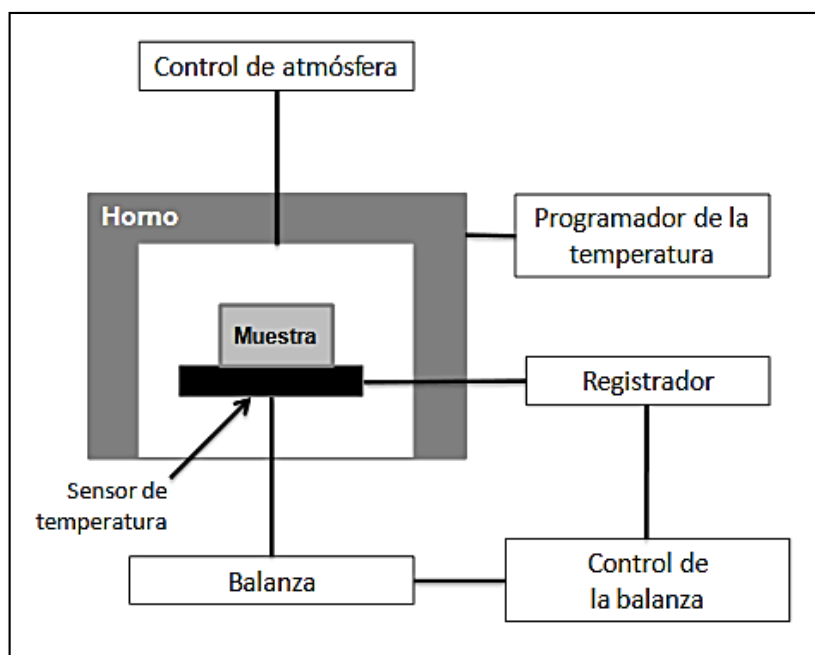 Control de atmósfera
Horno
Programador de la
temperatura
Muestra
Registrador
Sensor de
temperatura
Balanza
Control de
la balanza